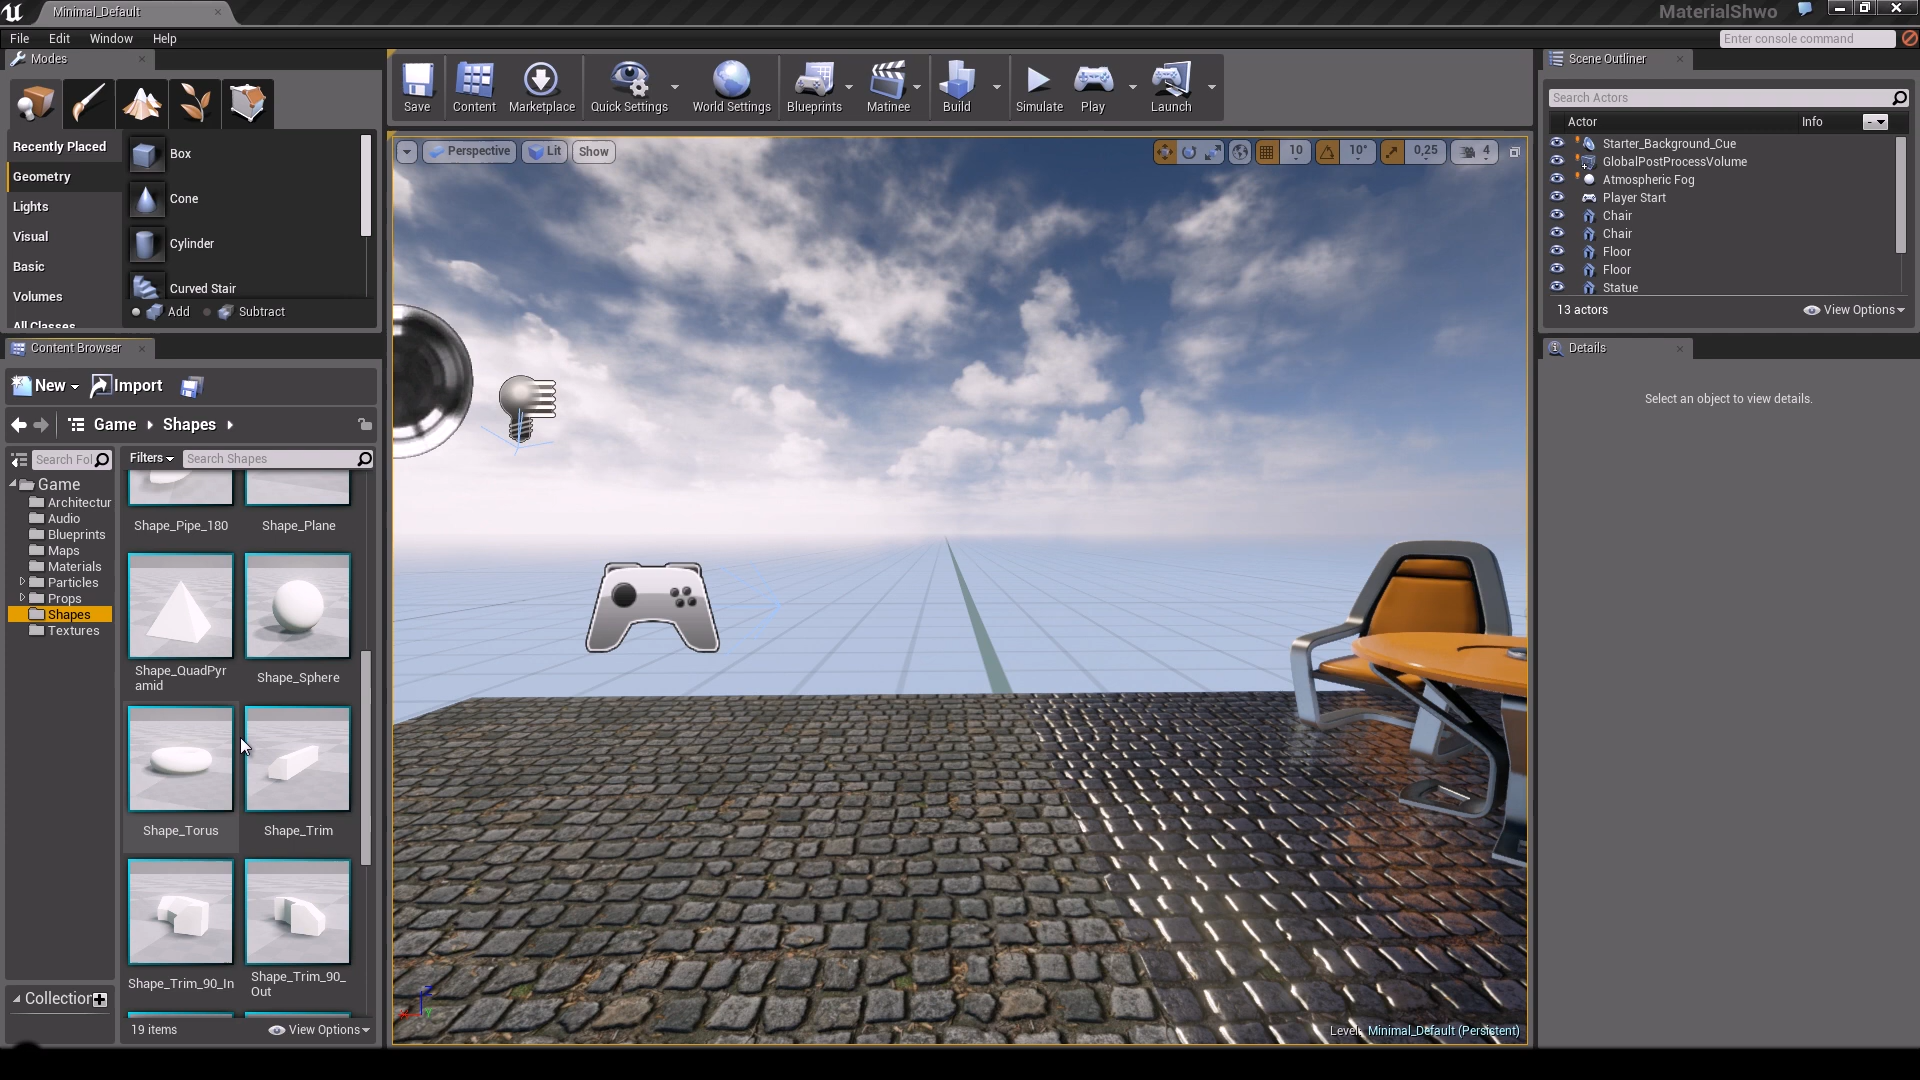 Minimal_Default
MaterialShwo
File Edit Window Help
Enter console command
Modes
Recently Placed
Geometry
Lights
Visual
Basic
Volumes
All Classes
Box
Cone
Cylinder
Curved Stair
Add Subtract
Save Content Marketplace Quick Settings World Settings Blueprints Matinee Build Simulate Play Launch
Perspective Lit Show
10 10° 0,25 4
Scene Outliner
Search Actors
Actor Info
Starter_Background_Cue
GlobalPostProcessVolume
Atmospheric Fog
Player Start
Chair
Chair
Floor
Floor
Statue
13 actors View Options
Details
Select an object to view details.
Content Browser
New Import
Game Shapes
Search Fol
Filters Search Shapes
Game
Architectur
Audio
Blueprints
Maps
Materials
Particles
Props
Shapes
Textures
Collection
Shape_Pipe_180 Shape_Plane
Shape_QuadPyr
amid
Shape_Sphere
Shape_Torus Shape_Trim
Shape_Trim_90_In
Shape_Trim_90_
Out
19 items View Options
Level: Minimal_Default (Persistent)